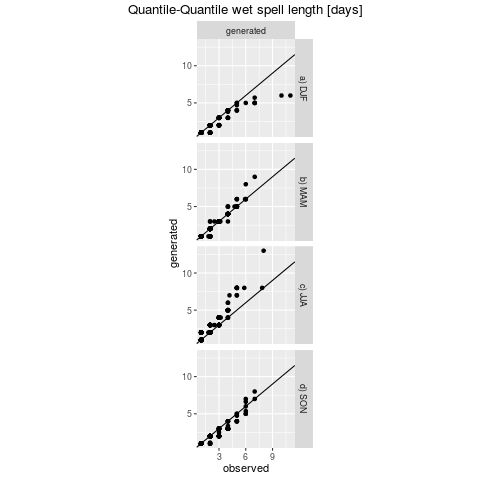 Quantile-Quantile wet spell length [days]
generated
10
5
a) DJF
10
5
b) MAM
generated
10
5
c) JJA
10
5
d) SON
3 6 9
observed